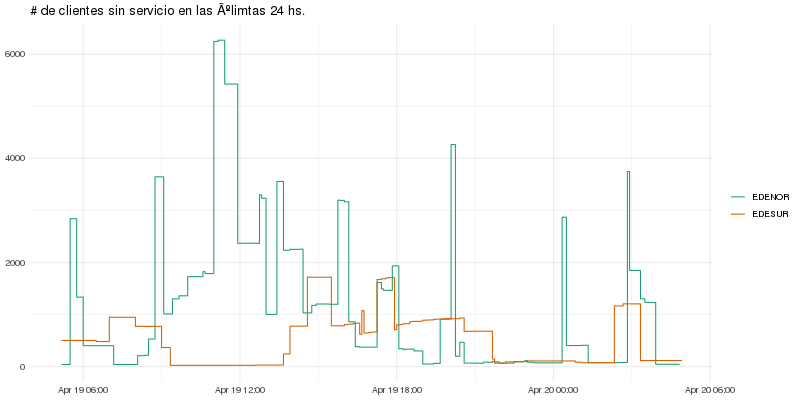 # de clientes sin servicio en las Ãºlimtas 24 hs.
6000
4000
2000
0
Apr 19 06:00
Apr 19 12:00
Apr 19 18:00
Apr 20 00:00
Apr 20 06:00
EDENOR
EDESUR